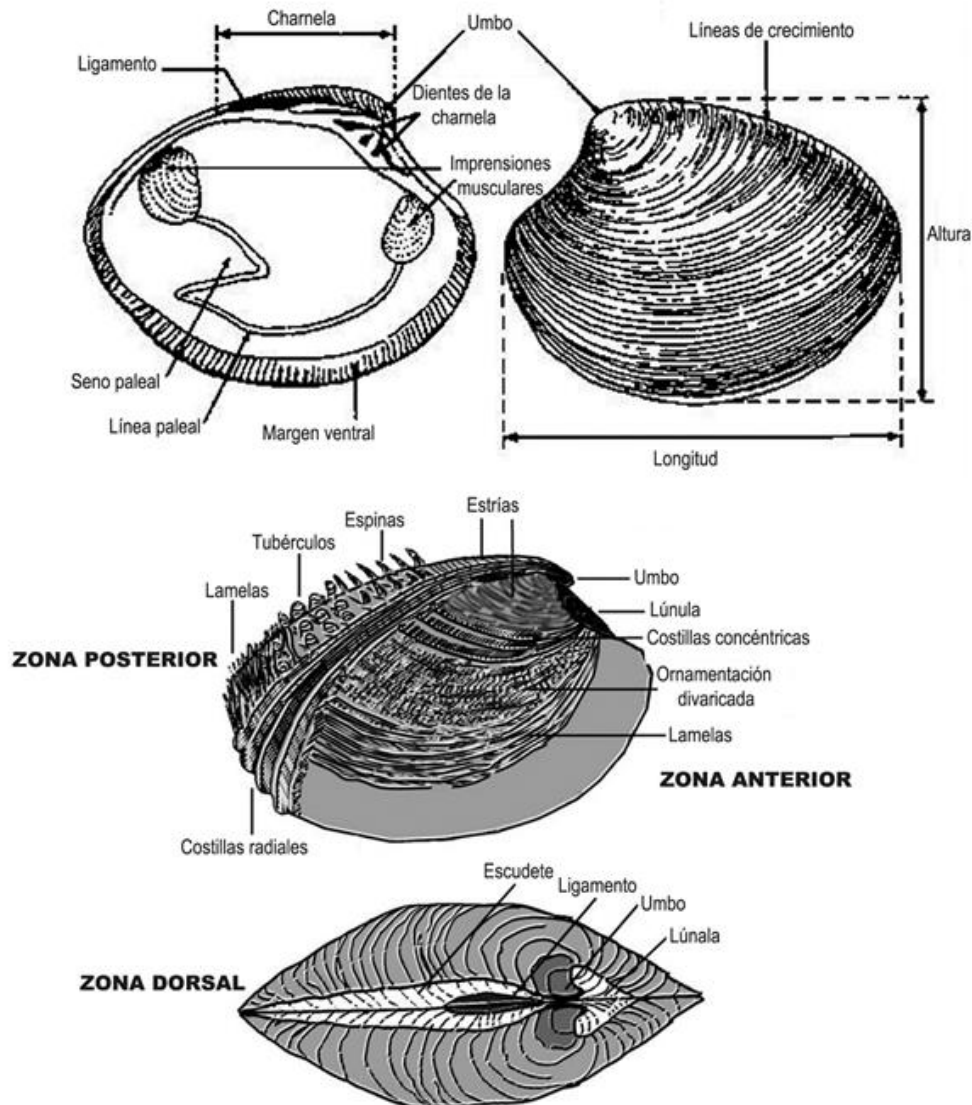 Charnela
Umbo
Líneas de crecimiento
Ligamento
Dientes de la
charnela
Imprensiones
musculares
Altura
Seno paleal
Línea paleal
Margen ventral
Longitud
Estrías
Espinas
Tubérculos
Lamelas
Umbo
Lúnula
Costillas concéntricas
ZONA POSTERIOR
Ornamentación
divaricada
Lamelas
ZONA ANTERIOR
Costillas radiales
Escudete
Ligamento
Umbo
Lúnala
ZONA DORSAL